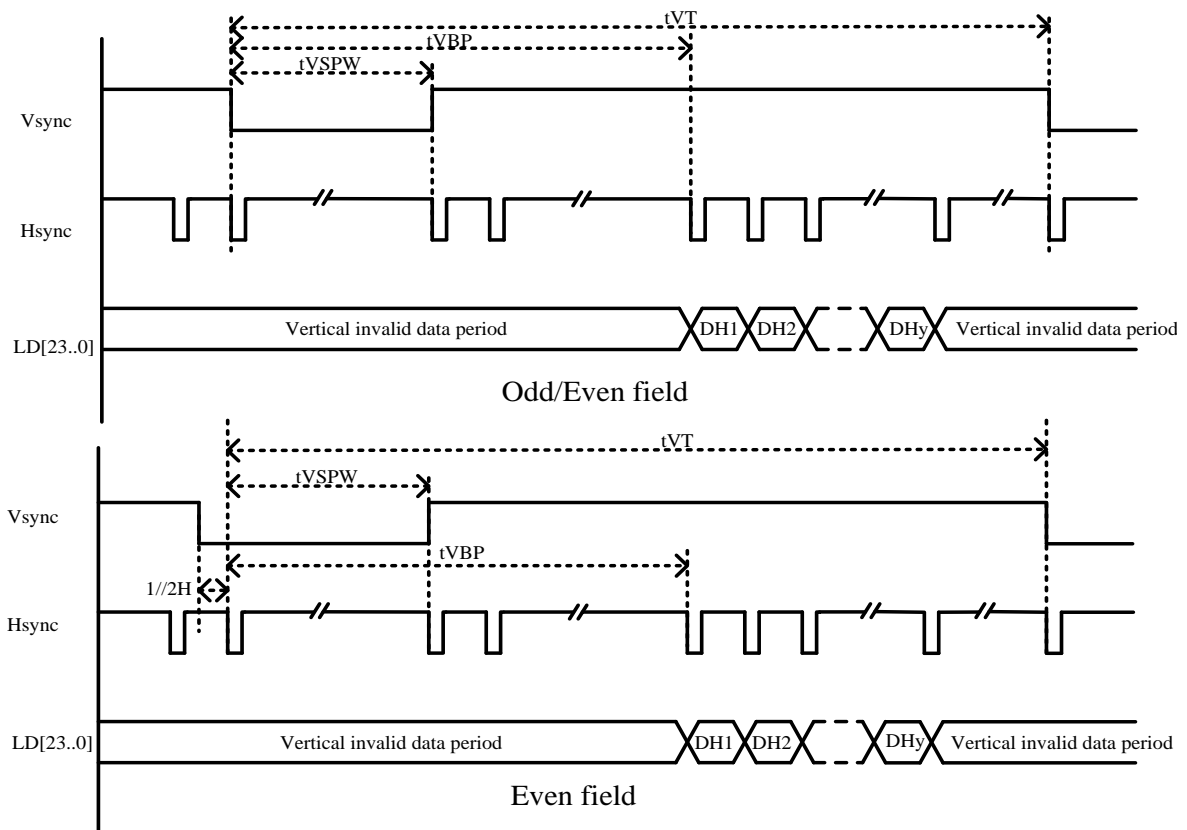 tVT
tVBP
tVSPW
Vsync
Hsync
Vertical invalid data period DH1 DH2 DHy Vertical invalid data period
LD[23..0]
Odd/Even field
tVT
tVSPW
Vsync
tVBP
1//2H
Hsync
LD[23..0] Vertical invalid data period DH1 DH2 DHy Vertical invalid data period
Even field